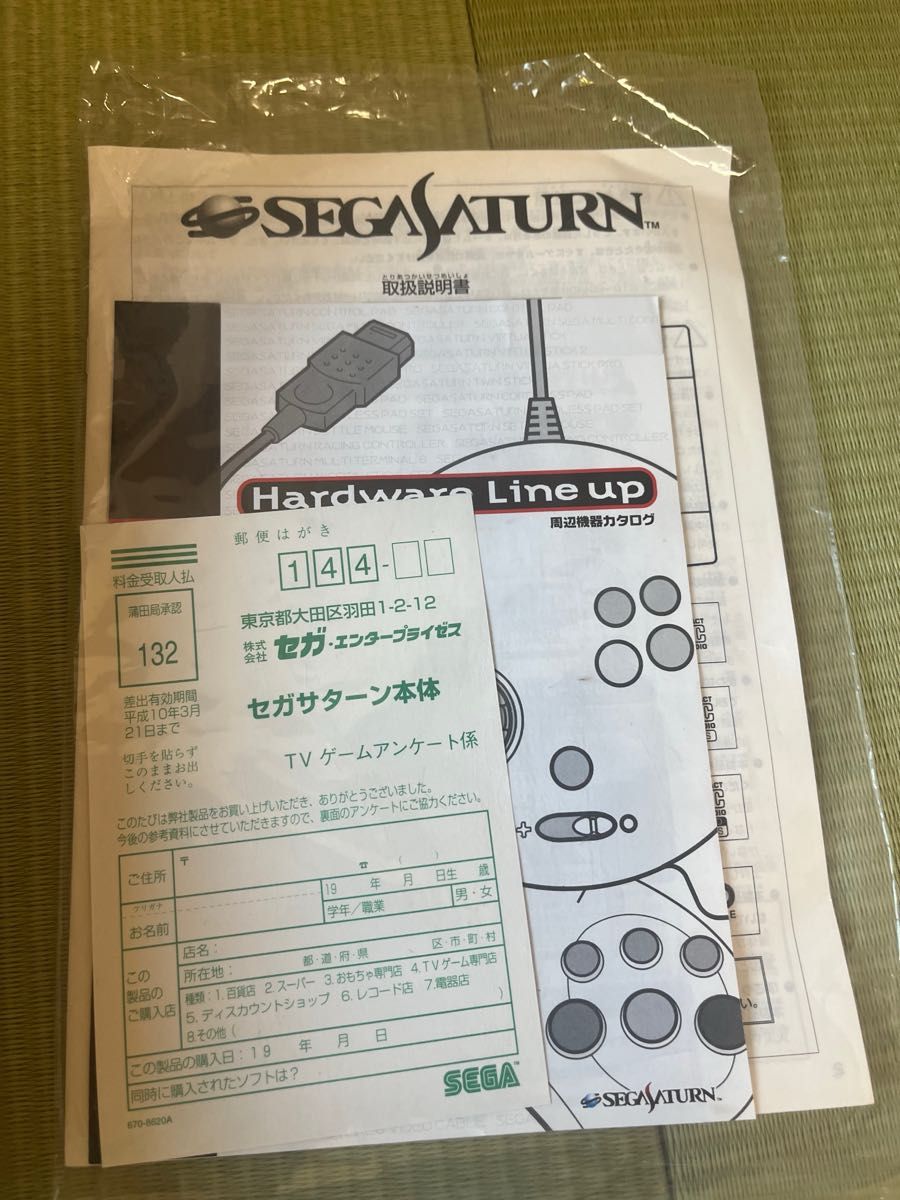 SEGASATURN™
とりあつかいせつめいしょ
取扱説明書
SEGASATURN CONTROL PAD
SEGASATURN RACING CONTROLLER
SEGASATURN MULTI TERMINAL 6
Hardware Line up
周辺機器カタログ
郵便はがき
料金受取人払
144-
蒲田局承認
132
東京都大田区羽田1-2-12
株式会社 セガ・エンタープライゼス
差出有効期間
平成10年3月
21日まで
セガサターン本体
切手を貼らず
このままお出
しください。
TVゲームアンケート係
このたびは弊社製品をお買い上げいただき、ありがとうございました。
今後の参考資料にさせていただきますので、裏面のアンケートにご協力ください。
ご住所
〒
☎ ( )
19 年 月 日生 歳
フリガナ
学年／職業
男・女
お名前
この
製品の
ご購入店
店名：
所在地： 都・道・府・県 区・市・町・村
種類：1.百貨店 2.スーパー 3.おもちゃ専門店 4.TVゲーム専門店
5.ディスカウントショップ 6.レコード店 7.電器店
8.その他（ ）
この製品の購入日：19 年 月 日
同時に購入されたソフトは？
SEGA™
670-8620A
SEGASATURN™